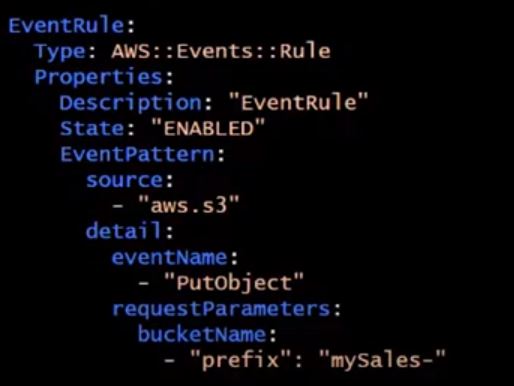 EventRule:
Type: AWS::Events::Rule
Properties:
Description: "EventRule"
State: "ENABLED"
EventPattern:
source:
- "aws.s3"
detail:
eventName:
- "PutObject"
requestParameters:
bucketName:
- "prefix": "mySales-"